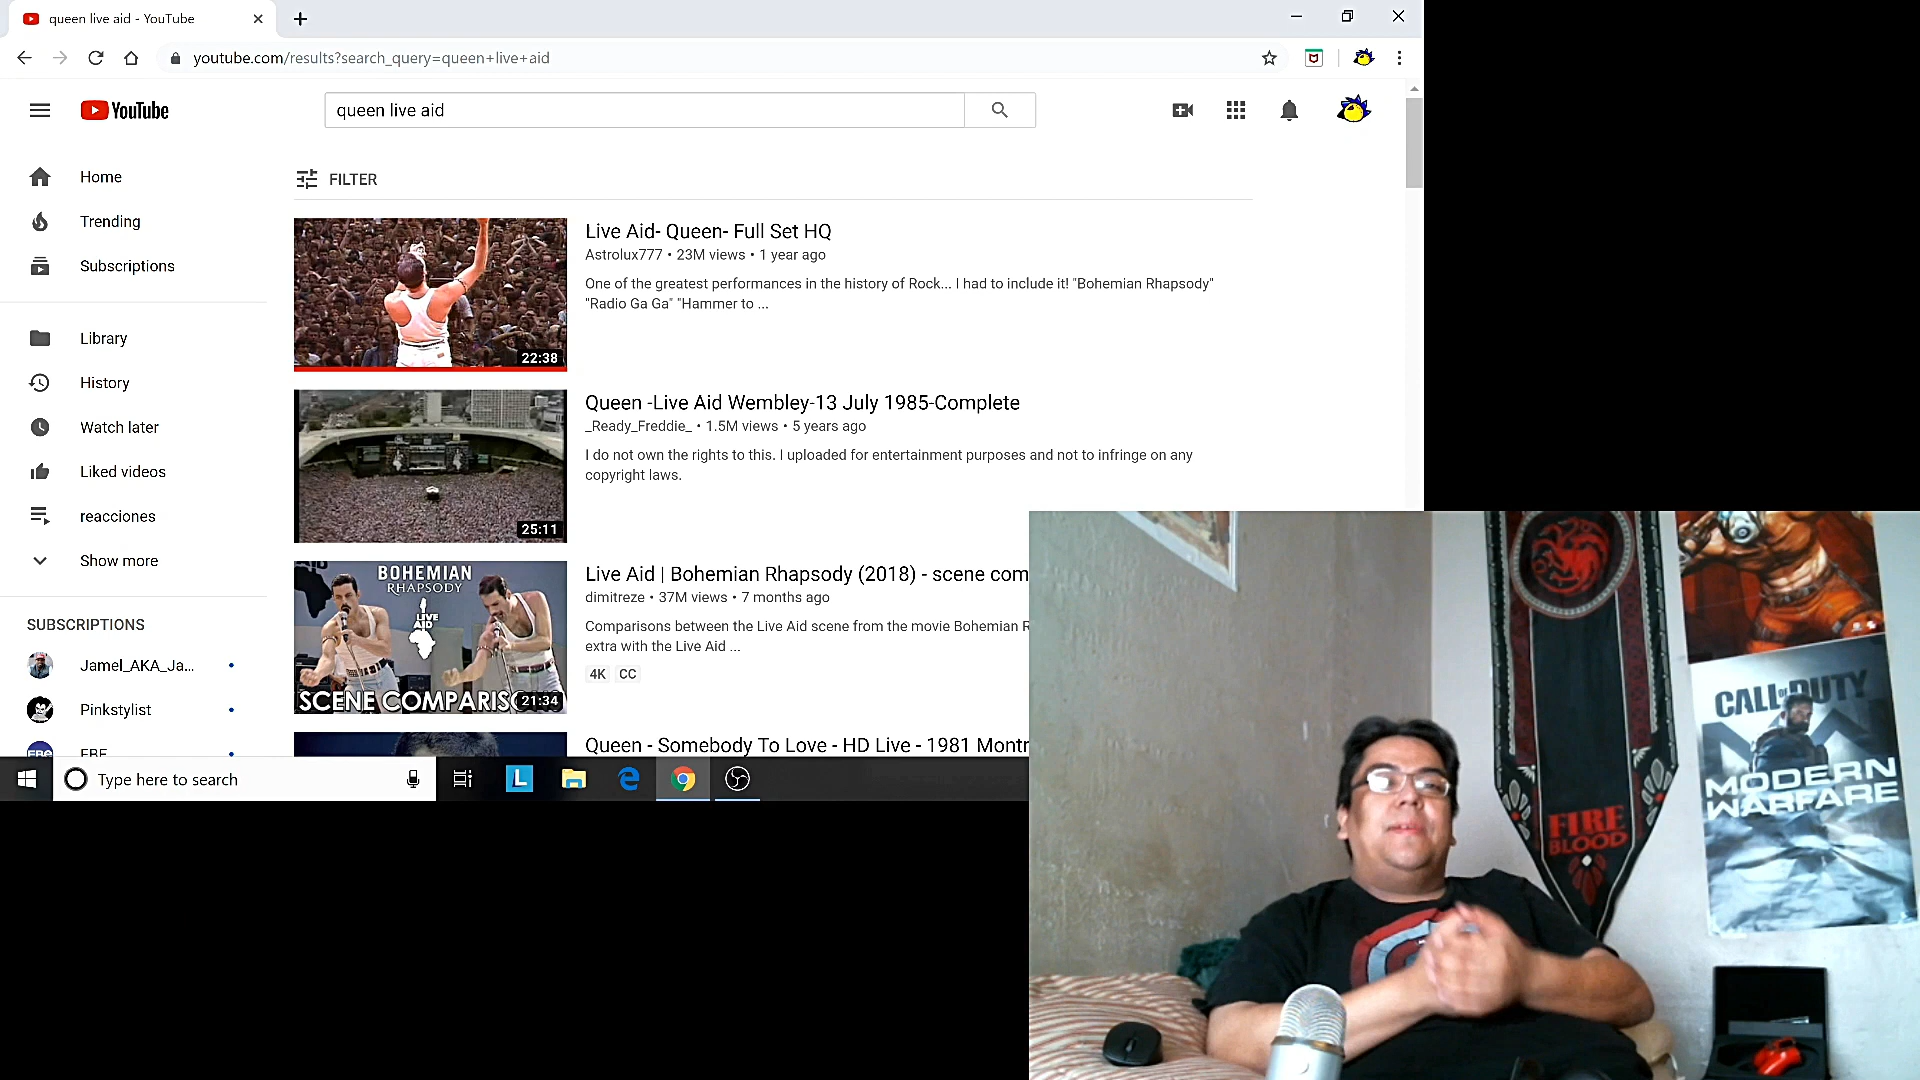 queen live aid - YouTube
youtube.com/results?search_query=queen+live+aid
YouTube
queen live aid
Home
Trending
Subscriptions
Library
History
Watch later
Liked videos
reacciones
Show more
SUBSCRIPTIONS
Jamel_AKA_Ja...
Pinkstylist
FILTER
22:38
Live Aid- Queen- Full Set HQ
Astrolux777 • 23M views • 1 year ago
One of the greatest performances in the history of Rock... I had to include it! "Bohemian Rhapsody"
"Radio Ga Ga" "Hammer to ...
25:11
Queen -Live Aid Wembley-13 July 1985-Complete
_Ready_Freddie_ • 1.5M views • 5 years ago
I do not own the rights to this. I uploaded for entertainment purposes and not to infringe on any
copyright laws.
BOHEMIAN
RHAPSODY
LIVE
AID
SCENE COMPARISON
21:34
Live Aid | Bohemian Rhapsody (2018) - scene com
dimitreze • 37M views • 7 months ago
Comparisons between the Live Aid scene from the movie Bohemian R
extra with the Live Aid ...
4K CC
Queen - Somebody To Love - HD Live - 1981 Montr
Type here to search
L
FIRE
BLOOD
CALL OF DUTY
MODERN
WARFARE